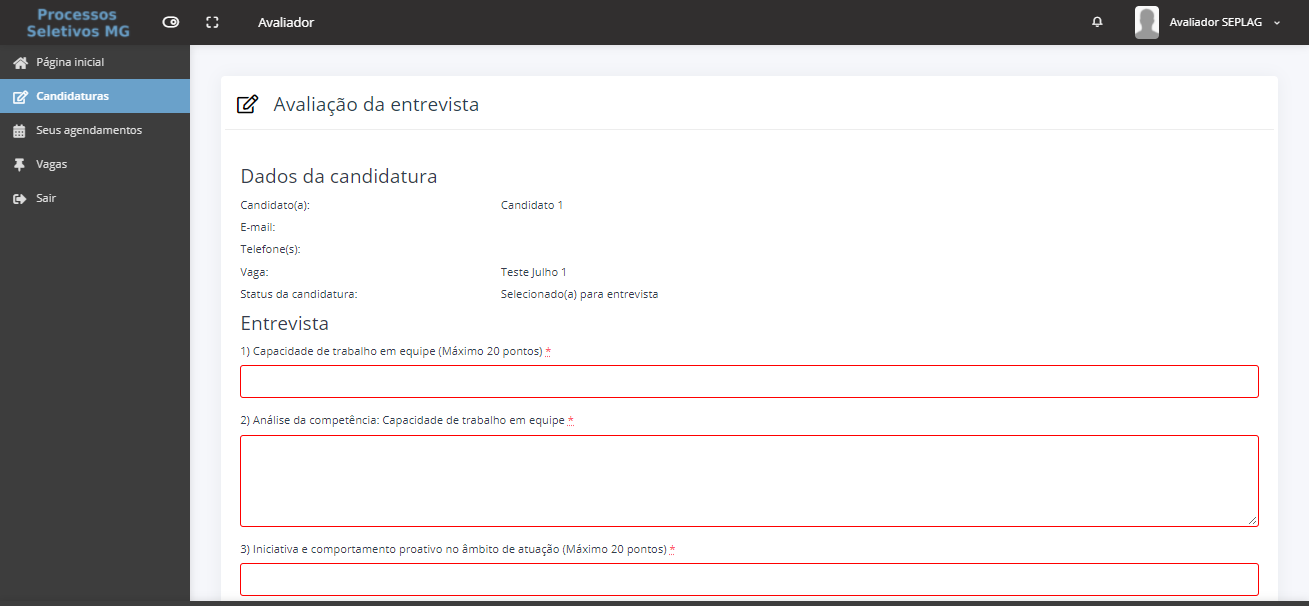 Processos
Seletivos MG
Avaliador
Avaliador SEPLAG
Página inicial
Candidaturas
Seus agendamentos
Vagas
Sair
Avaliação da entrevista
Dados da candidatura
Candidato(a): Candidato 1
E-mail:
Telefone(s):
Vaga: Teste Julho 1
Status da candidatura: Selecionado(a) para entrevista
Entrevista
1) Capacidade de trabalho em equipe (Máximo 20 pontos) *
2) Análise da competência: Capacidade de trabalho em equipe *
3) Iniciativa e comportamento proativo no âmbito de atuação (Máximo 20 pontos) *